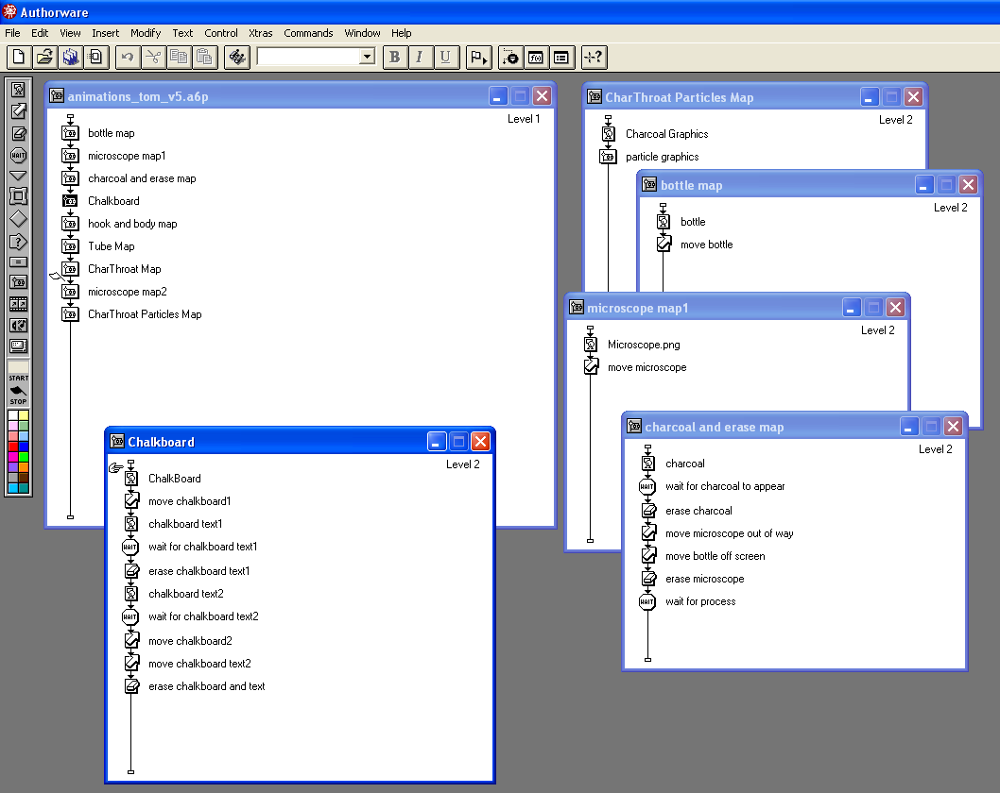 Authorware
File Edit View Insert Modify Text Control Xtras Commands Window Help
B I U
animations_tom_v5.a6p
Level 1
bottle map
microscope map1
charcoal and erase map
Chalkboard
hook and body map
Tube Map
CharThroat Map
microscope map2
CharThroat Particles Map
WAIT
START
STOP
CharThroat Particles Map
Level 2
Charcoal Graphics
particle graphics
bottle map
Level 2
bottle
move bottle
microscope map1
Level 2
Microscope.png
move microscope
charcoal and erase map
Level 2
charcoal
WAIT wait for charcoal to appear
erase charcoal
move microscope out of way
move bottle off screen
erase microscope
WAIT wait for process
Chalkboard
Level 2
ChalkBoard
move chalkboard1
chalkboard text1
WAIT wait for chalkboard text1
erase chalkboard text1
chalkboard text2
WAIT wait for chalkboard text2
move chalkboard2
move chalkboard text2
erase chalkboard and text